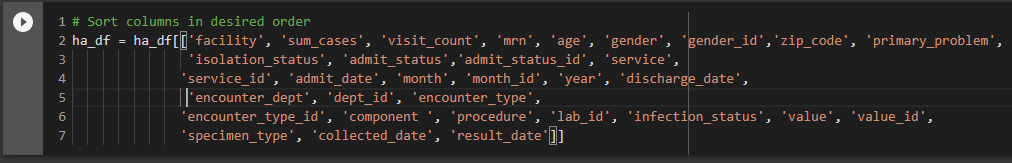 1 # Sort columns in desired order
2 ha_df = ha_df[['facility', 'sum_cases', 'visit_count', 'mrn', 'age', 'gender', 'gender_id','zip_code', 'primary_problem',
3 'isolation_status', 'admit_status','admit_status_id', 'service',
4 'service_id', 'admit_date', 'month', 'month_id', 'year', 'discharge_date',
5 'encounter_dept', 'dept_id', 'encounter_type',
6 'encounter_type_id', 'component ', 'procedure', 'lab_id', 'infection_status', 'value', 'value_id',
7 'specimen_type', 'collected_date', 'result_date']]